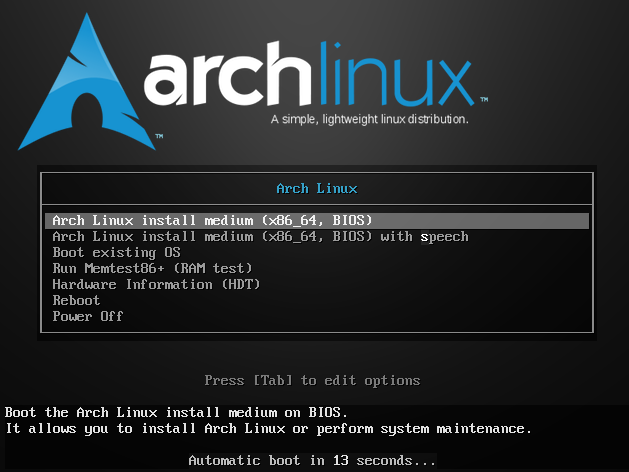 archlinux™
A simple, lightweight linux distribution.
™
Arch Linux
Arch Linux install medium (x86_64, BIOS)
Arch Linux install medium (x86_64, BIOS) with speech
Boot existing OS
Run Memtest86+ (RAM test)
Hardware Information (HDT)
Reboot
Power Off
Press [Tab] to edit options
Boot the Arch Linux install medium on BIOS.
It allows you to install Arch Linux or perform system maintenance.
Automatic boot in 13 seconds...